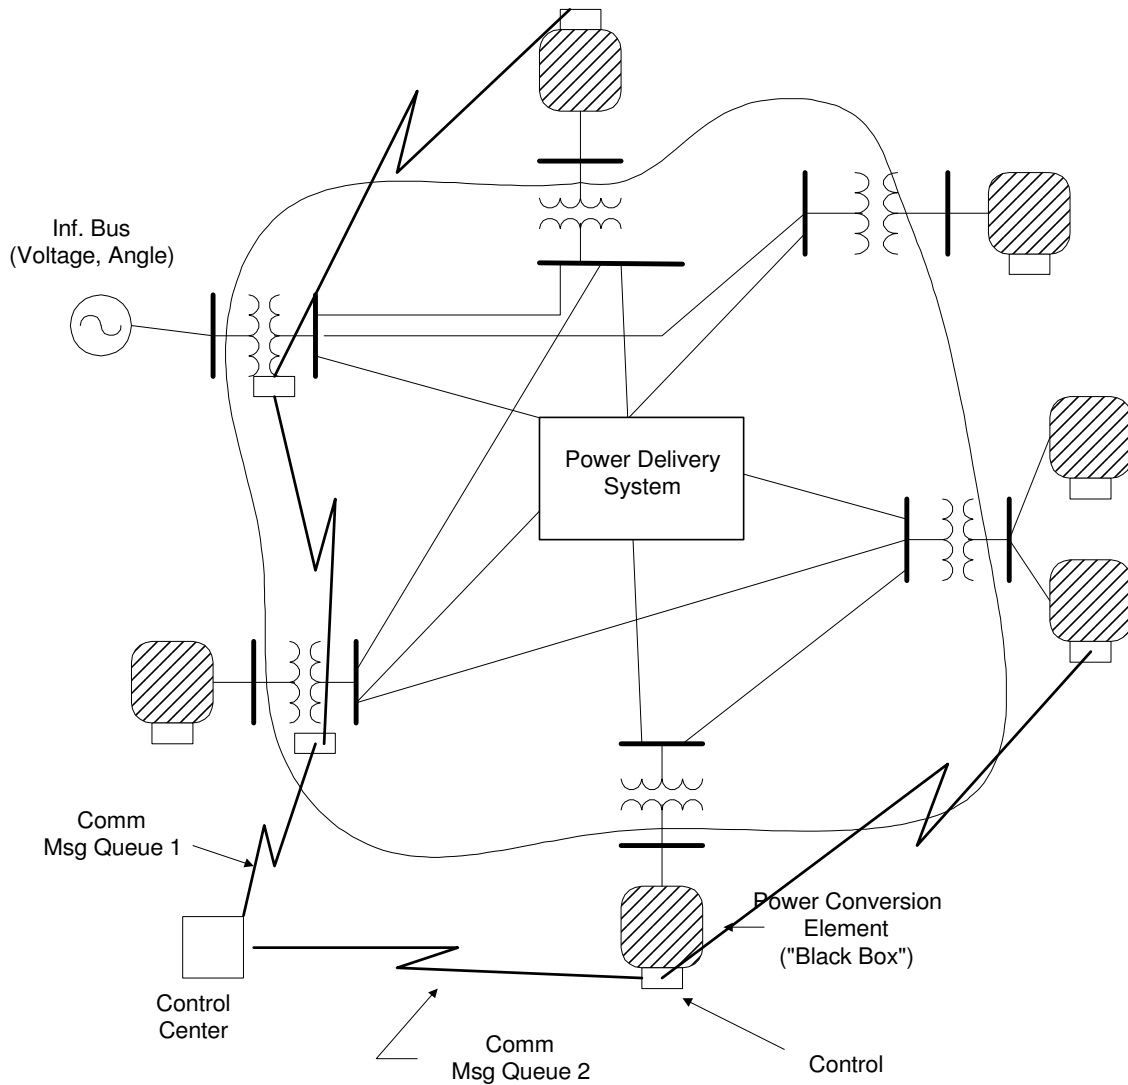 Inf. Bus
(Voltage, Angle)
Power Delivery
System
Comm
Msg Queue 1
Power Conversion
Element
("Black Box")
Control
Center
Comm
Msg Queue 2
Control